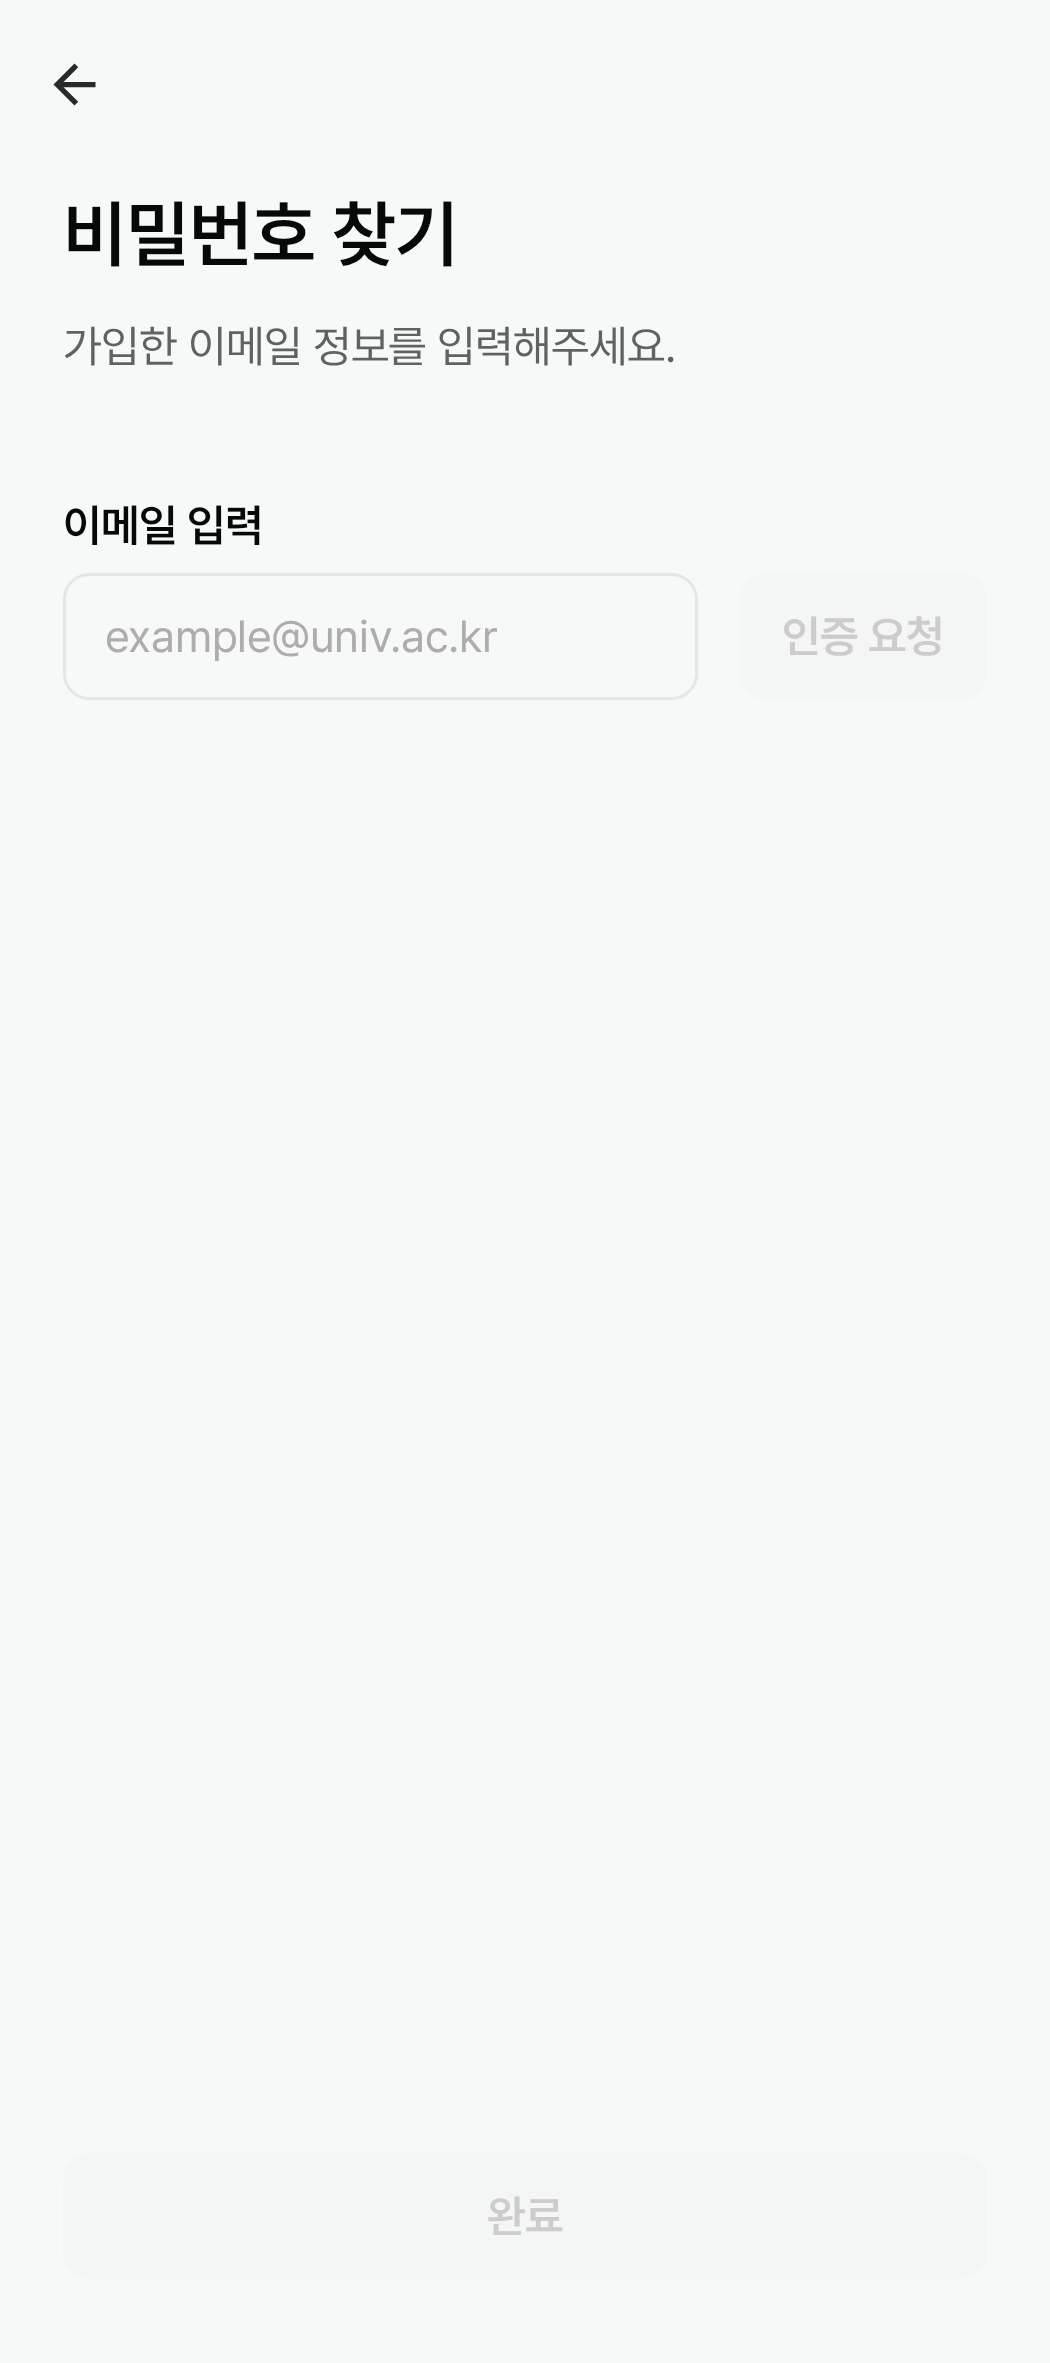 비밀번호 찾기
가입한 이메일 정보를 입력해주세요.
이메일 입력
example@univ.ac.kr
인증 요청
완료